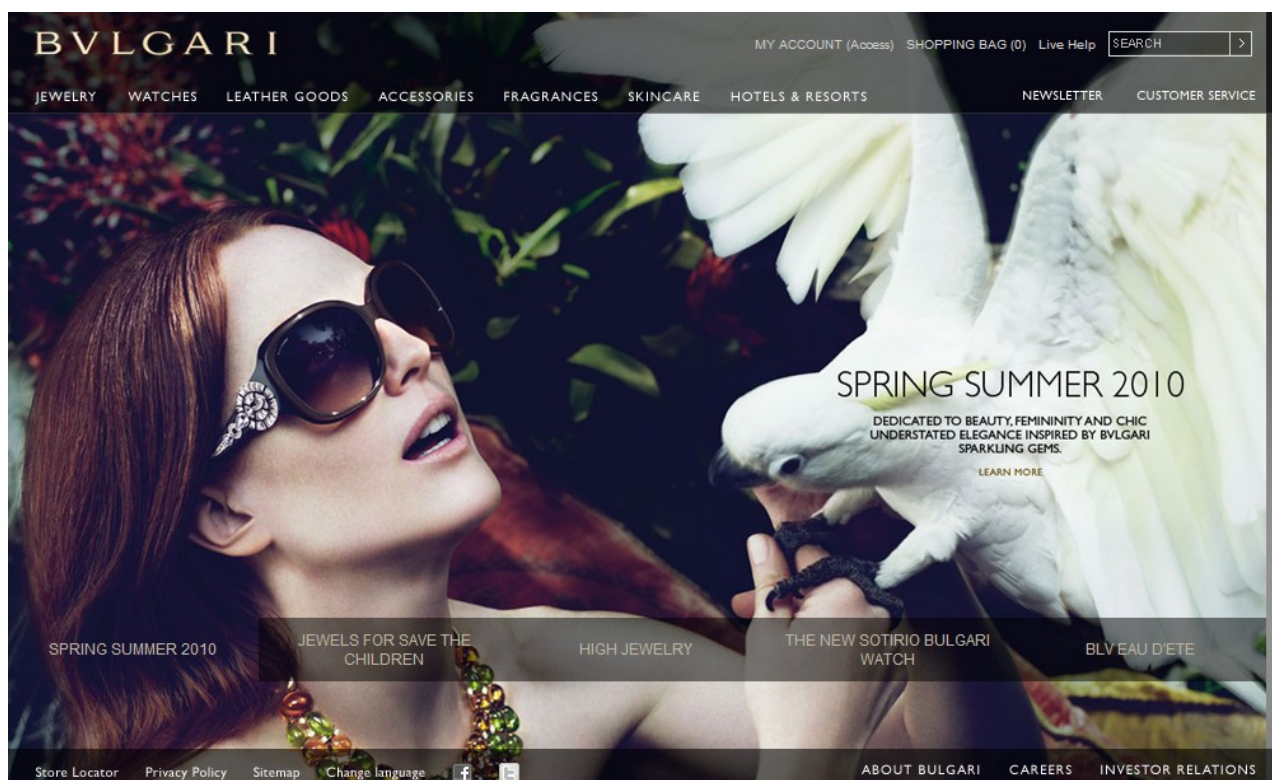 BVLGARI
MY ACCOUNT (Access) SHOPPING BAG (0) Live Help SEARCH >
JEWELRY WATCHES LEATHER GOODS ACCESSORIES FRAGRANCES SKINCARE HOTELS & RESORTS NEWSLETTER CUSTOMER SERVICE
SPRING SUMMER 2010
DEDICATED TO BEAUTY, FEMININITY AND CHIC
UNDERSTATED ELEGANCE INSPIRED BY BVLGARI
SPARKLING GEMS.
LEARN MORE
SPRING SUMMER 2010
JEWELS FOR SAVE THE
CHILDREN
HIGH JEWELRY
THE NEW SOTIRIO BULGARI
WATCH
BLV EAU D'ETE
Store Locator Privacy Policy Sitemap Change language f t ABOUT BULGARI CAREERS INVESTOR RELATIONS